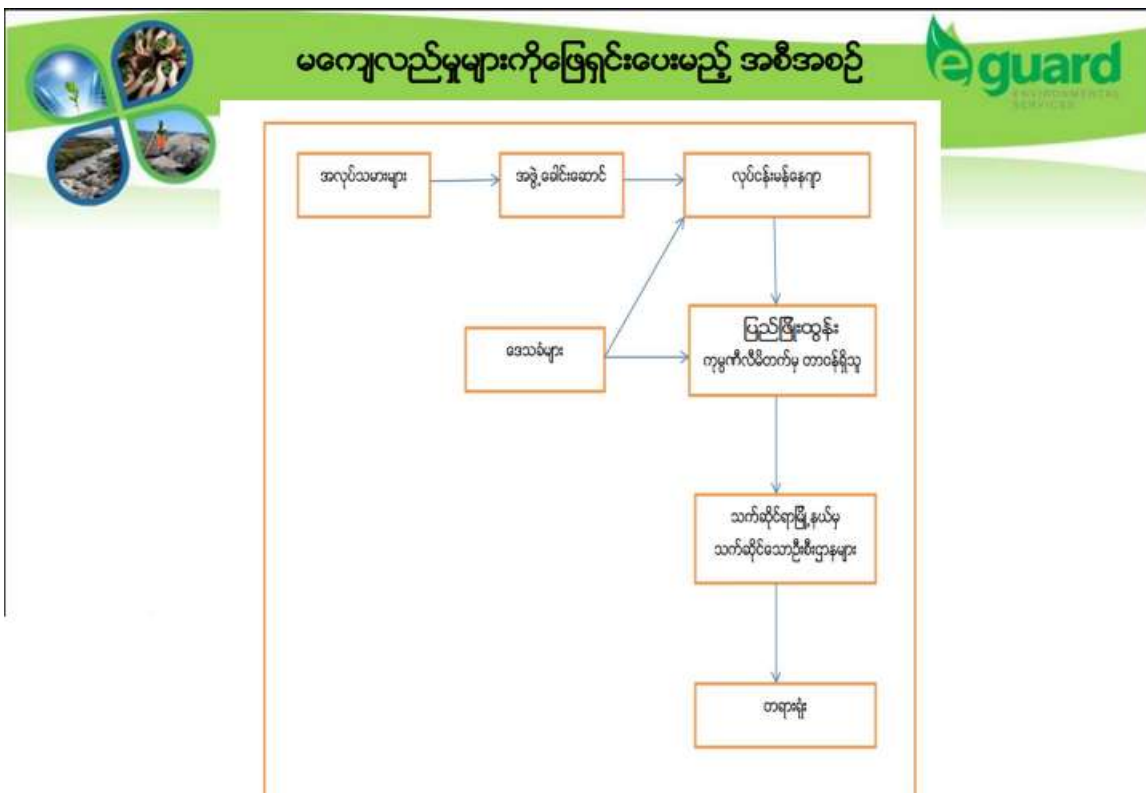 မကျေလည်မှုများကိုဖြေရှင်းပေးမည့် အစီအစဉ်
eguard
ENVIRONMENTAL
SERVICES
အလုပ်သမားများ
အဖွဲ့ခေါင်းဆောင်
လုပ်ငန်းမန်နေဂျာ
ဒေသခံများ
ပြည်ဖြိုးထွန်း
ကုမ္ပဏီလီမိတက်မှ တာဝန်ရှိသူ
သက်ဆိုင်ရာမြို့နယ်မှ
သက်ဆိုင်သောဦးစီးဌာနများ
တရားရုံး